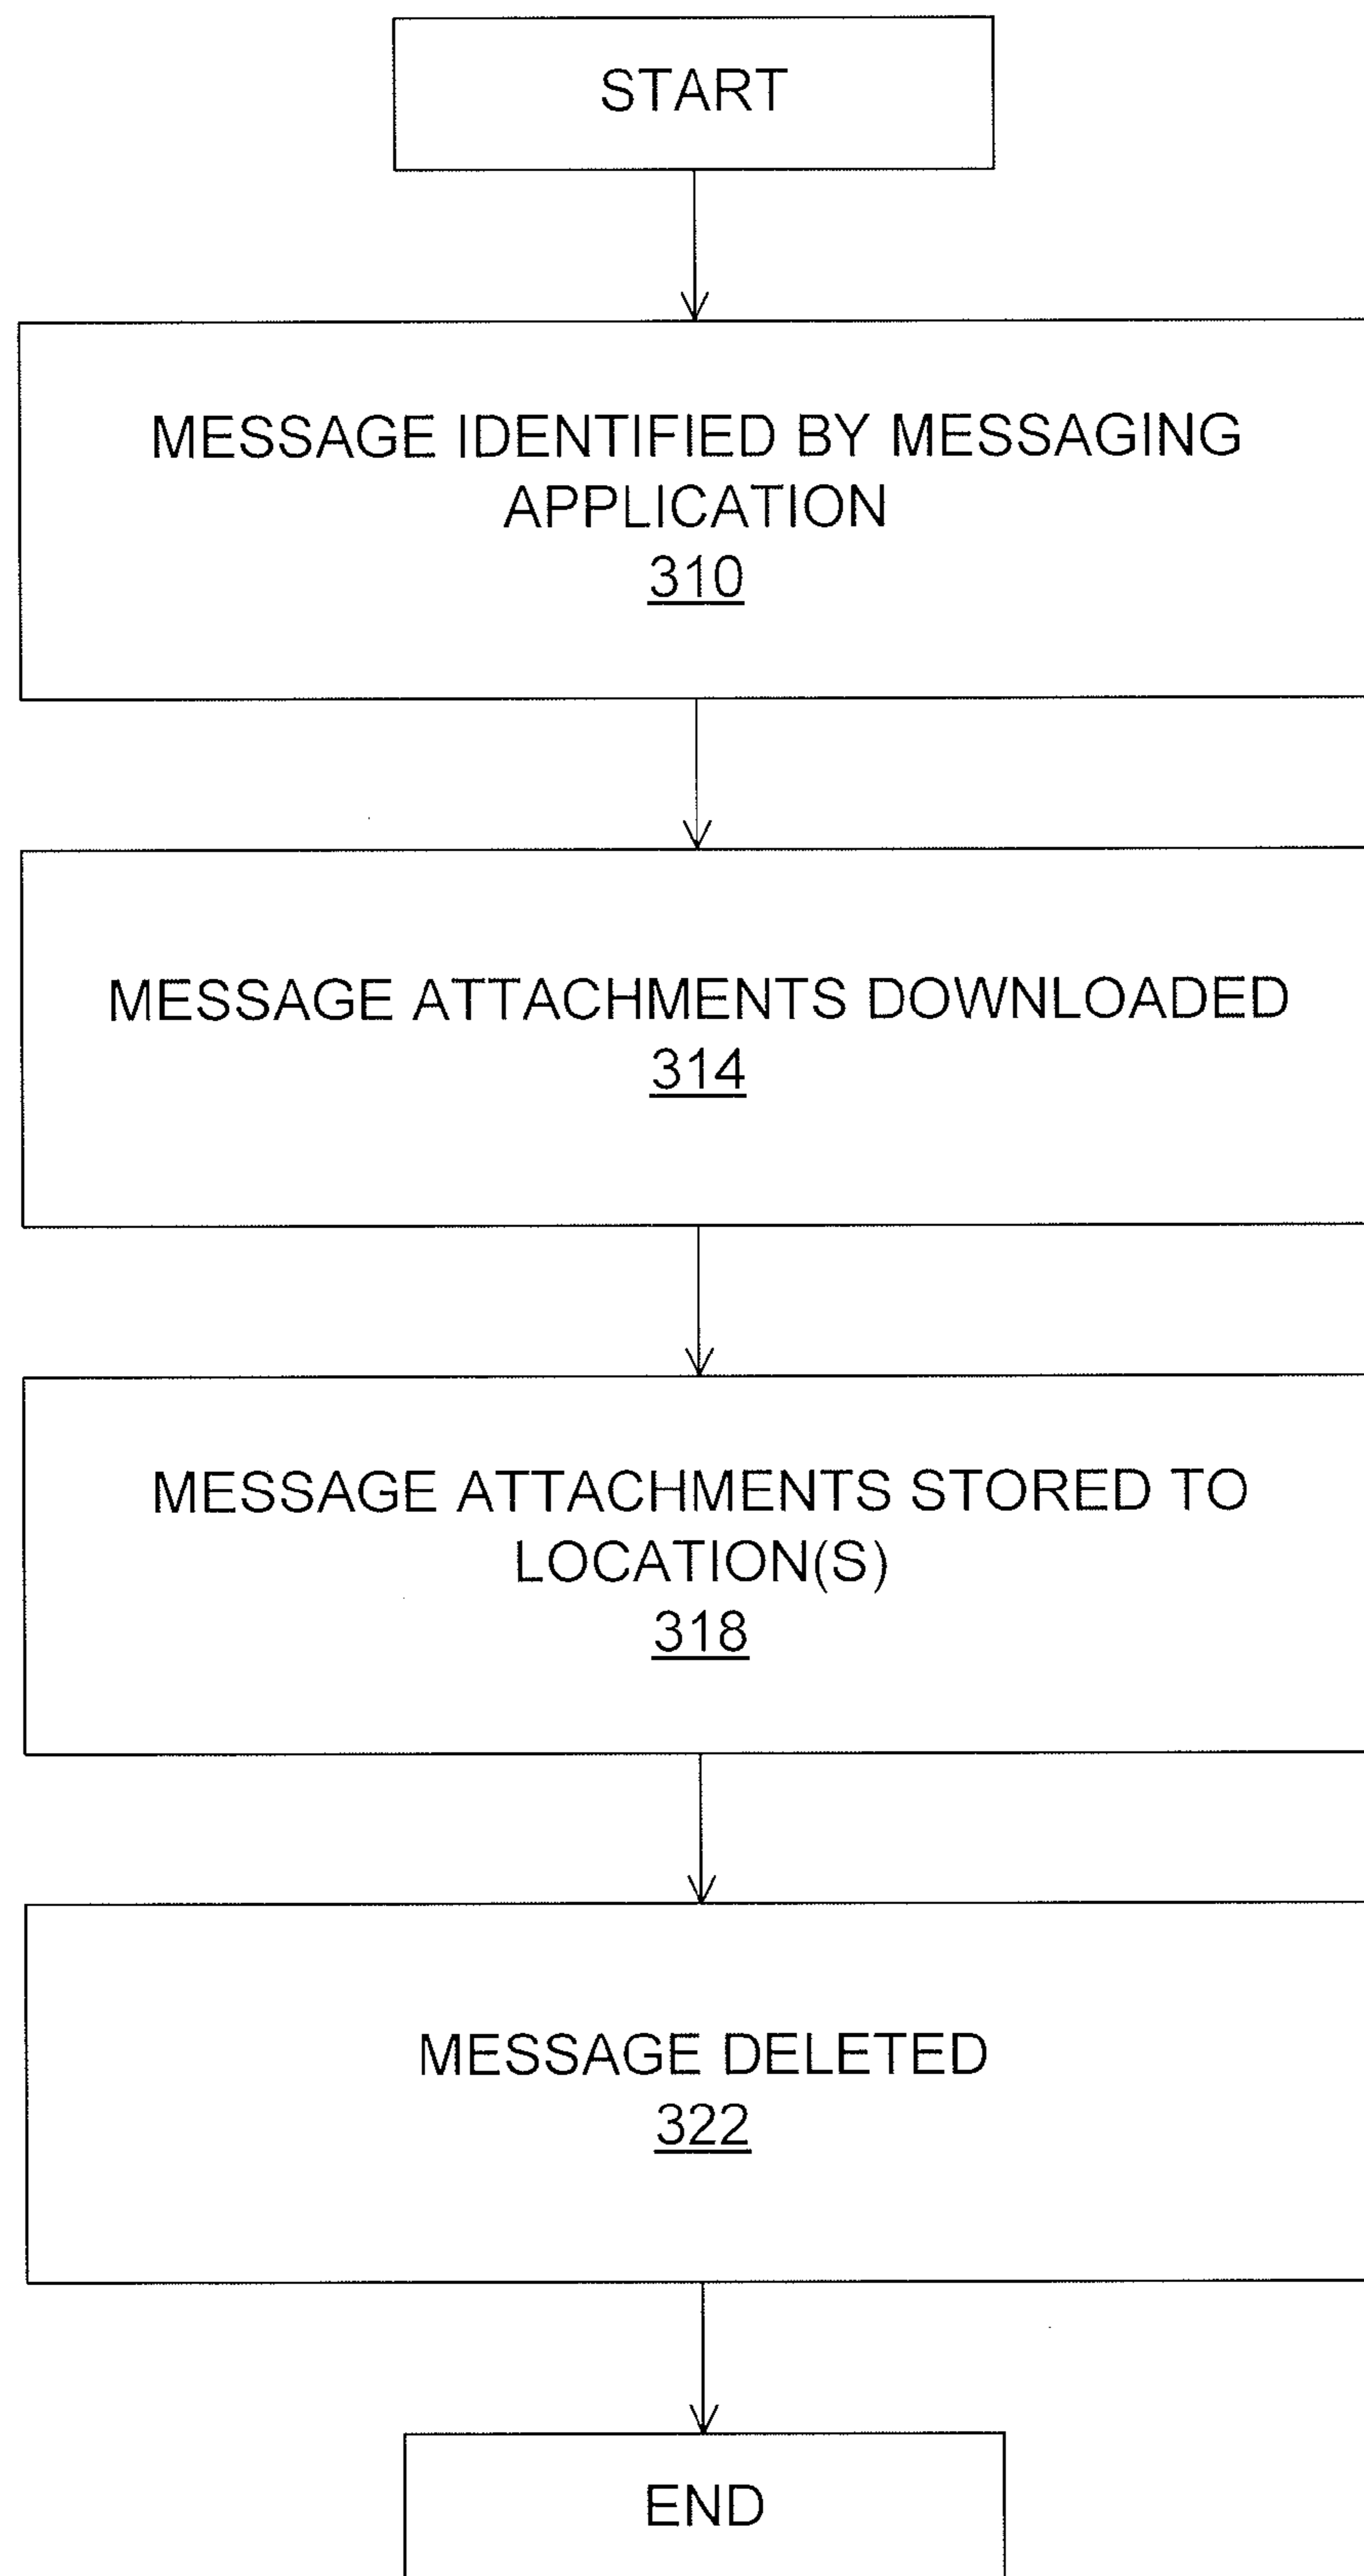 START
MESSAGE IDENTIFIED BY MESSAGING
APPLICATION
310
MESSAGE ATTACHMENTS DOWNLOADED
314
MESSAGE ATTACHMENTS STORED TO
LOCATION(S)
318
MESSAGE DELETED
322
END